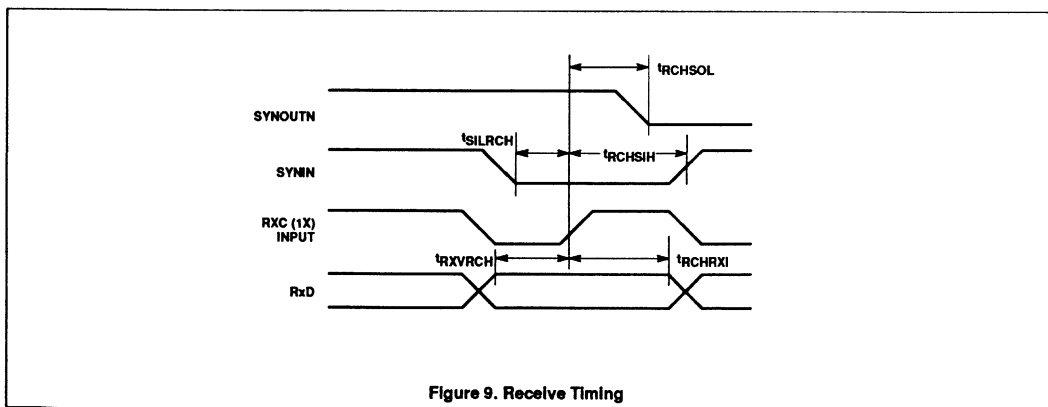 tRCHSOL
SYNOUTN
tSILRCH
tRCHSIH
SYNIN
RXC (1X)
INPUT
tRXVRCH
tRCHRXI
RxD
Figure 9. Receive Timing